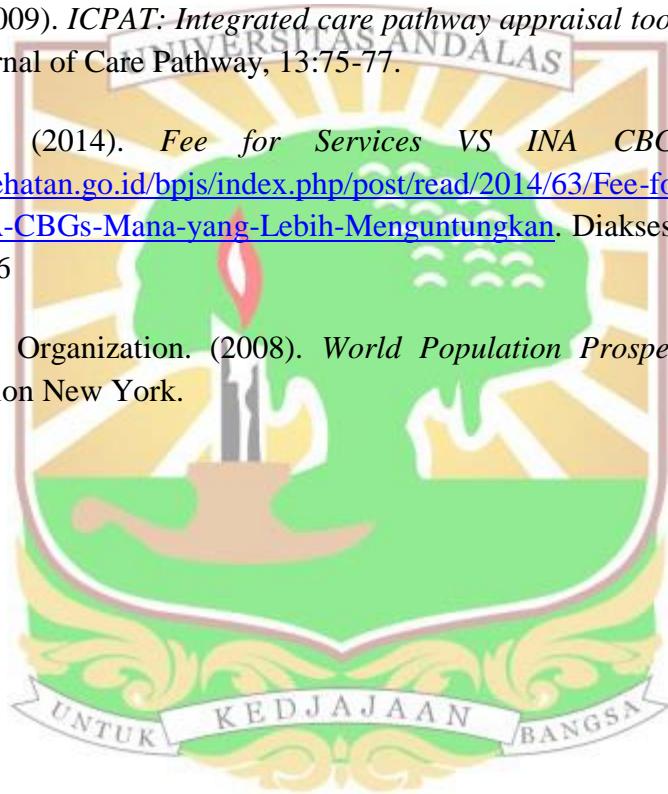 009). ICPAT: Integrated care pathway appraisal too
rnal of Care Pathway, 13:75-77.
(2014). Fee for Services VS INA CBG
ehatan.go.id/bpjs/index.php/post/read/2014/63/Fee-fo
-CBGs-Mana-yang-Lebih-Menguntungkan. Diakses
6
Organization. (2008). World Population Prospe
ion New York.
UNIVERSITAS ANDALAS
UNTUK KEDJAJAAN BANGSA